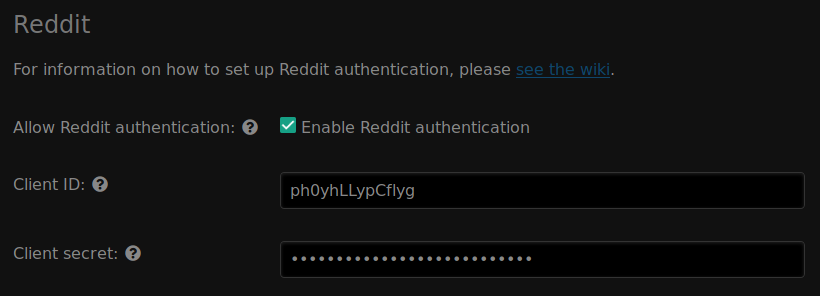 Reddit
For information on how to set up Reddit authentication, please see the wiki.
Allow Reddit authentication: Enable Reddit authentication
Client ID: ph0yhLLypCflyg
Client secret: •••••••••••••••••••••••••••